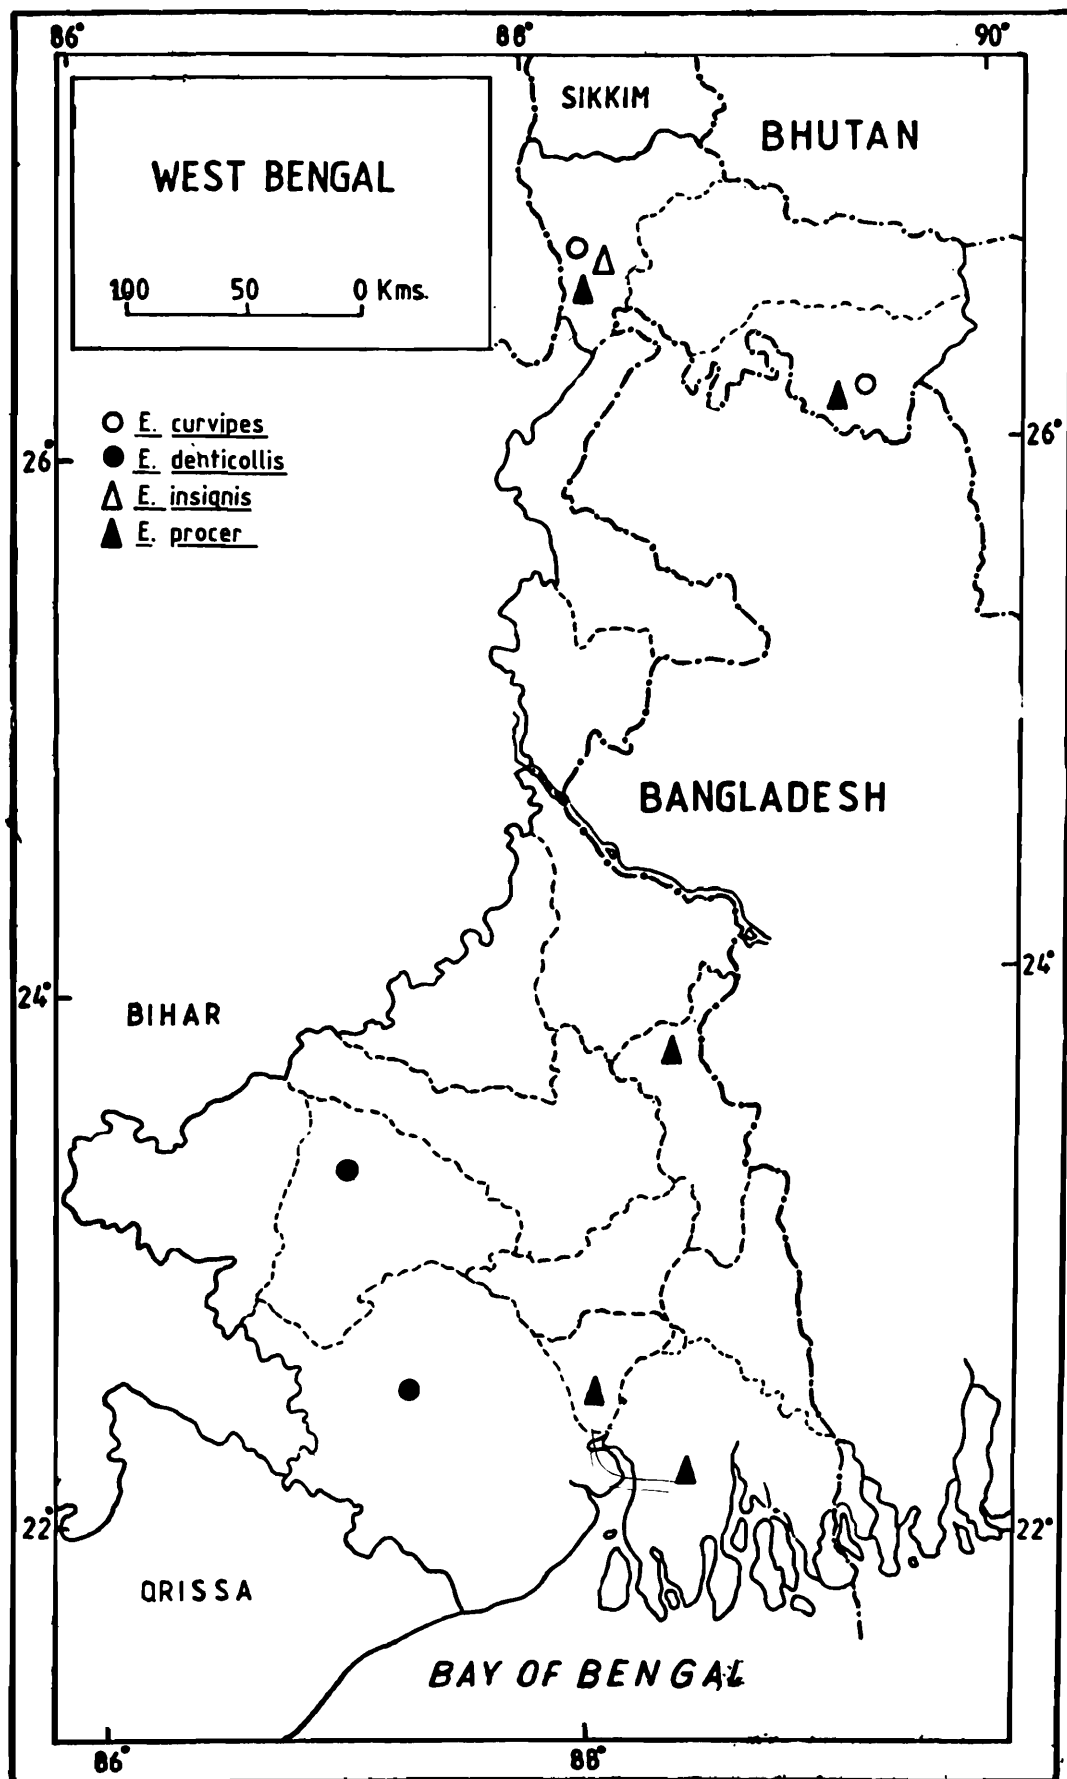 86° 88° 90°
SIKKIM
BHUTAN
WEST BENGAL
100 50 0 Kms.
E. curvipes
26° 26°
E. denticollis
E. insignis
E. procer
BANGLADESH
24° 24°
BIHAR
22° 22°
ORISSA
BAY OF BENGAL
86° 88°